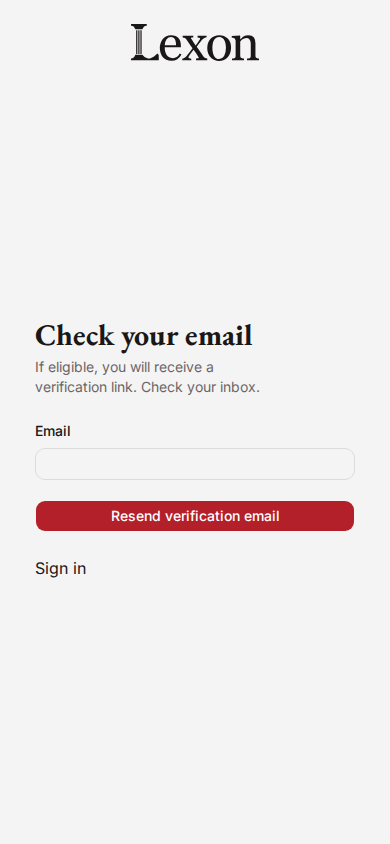 Lexon
Check your email
If eligible, you will receive a
verification link. Check your inbox.
Email
Resend verification email
Sign in